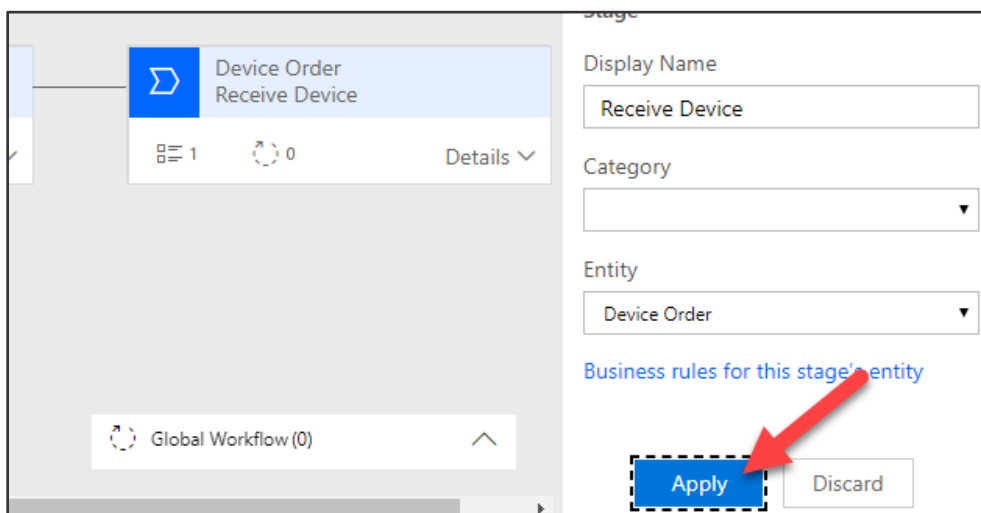 Stage
Device Order
Receive Device
1
0
Details
Global Workflow (0)
Display Name
Receive Device
Category
Entity
Device Order
Business rules for this stage's entity
Apply
Discard